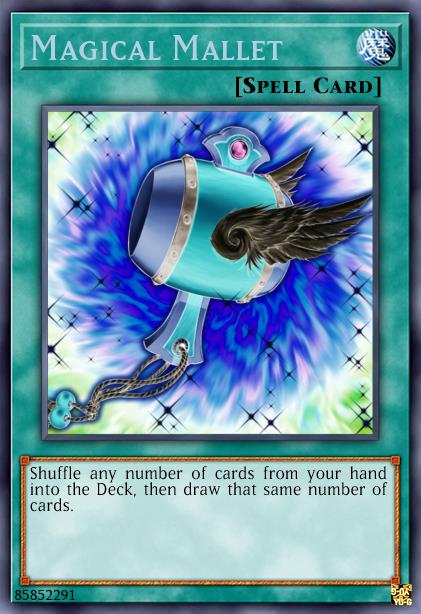 Magical Mallet
魔
[Spell Card]
Shuffle any number of cards from your hand
into the Deck, then draw that same number of
cards.
85852291